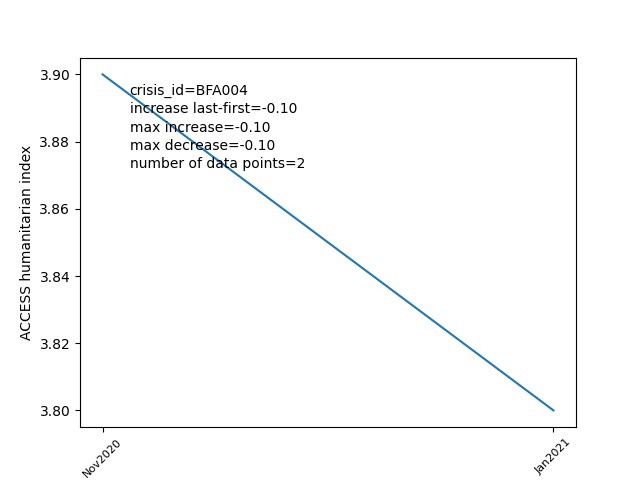 3.90
3.88
3.86
3.84
3.82
3.80
ACCESS humanitarian index
crisis_id=BFA004
increase last-first=-0.10
max increase=-0.10
max decrease=-0.10
number of data points=2
Nov2020
Jan2021